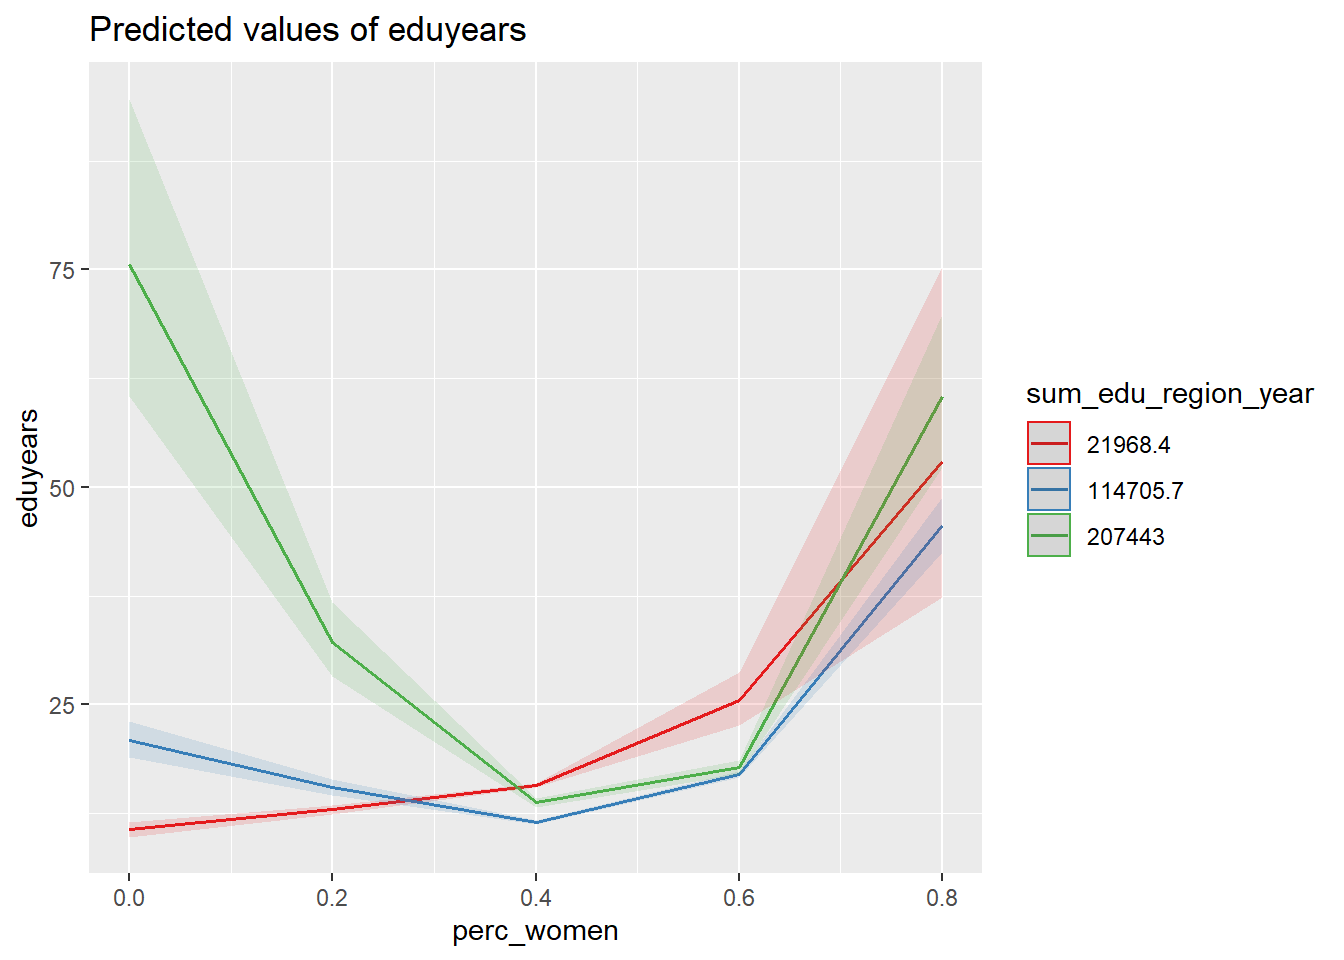 Predicted values of eduyears
eduyears
75
50
25
0.0 0.2 0.4 0.6 0.8
perc_women
sum_edu_region_year
21968.4
114705.7
207443